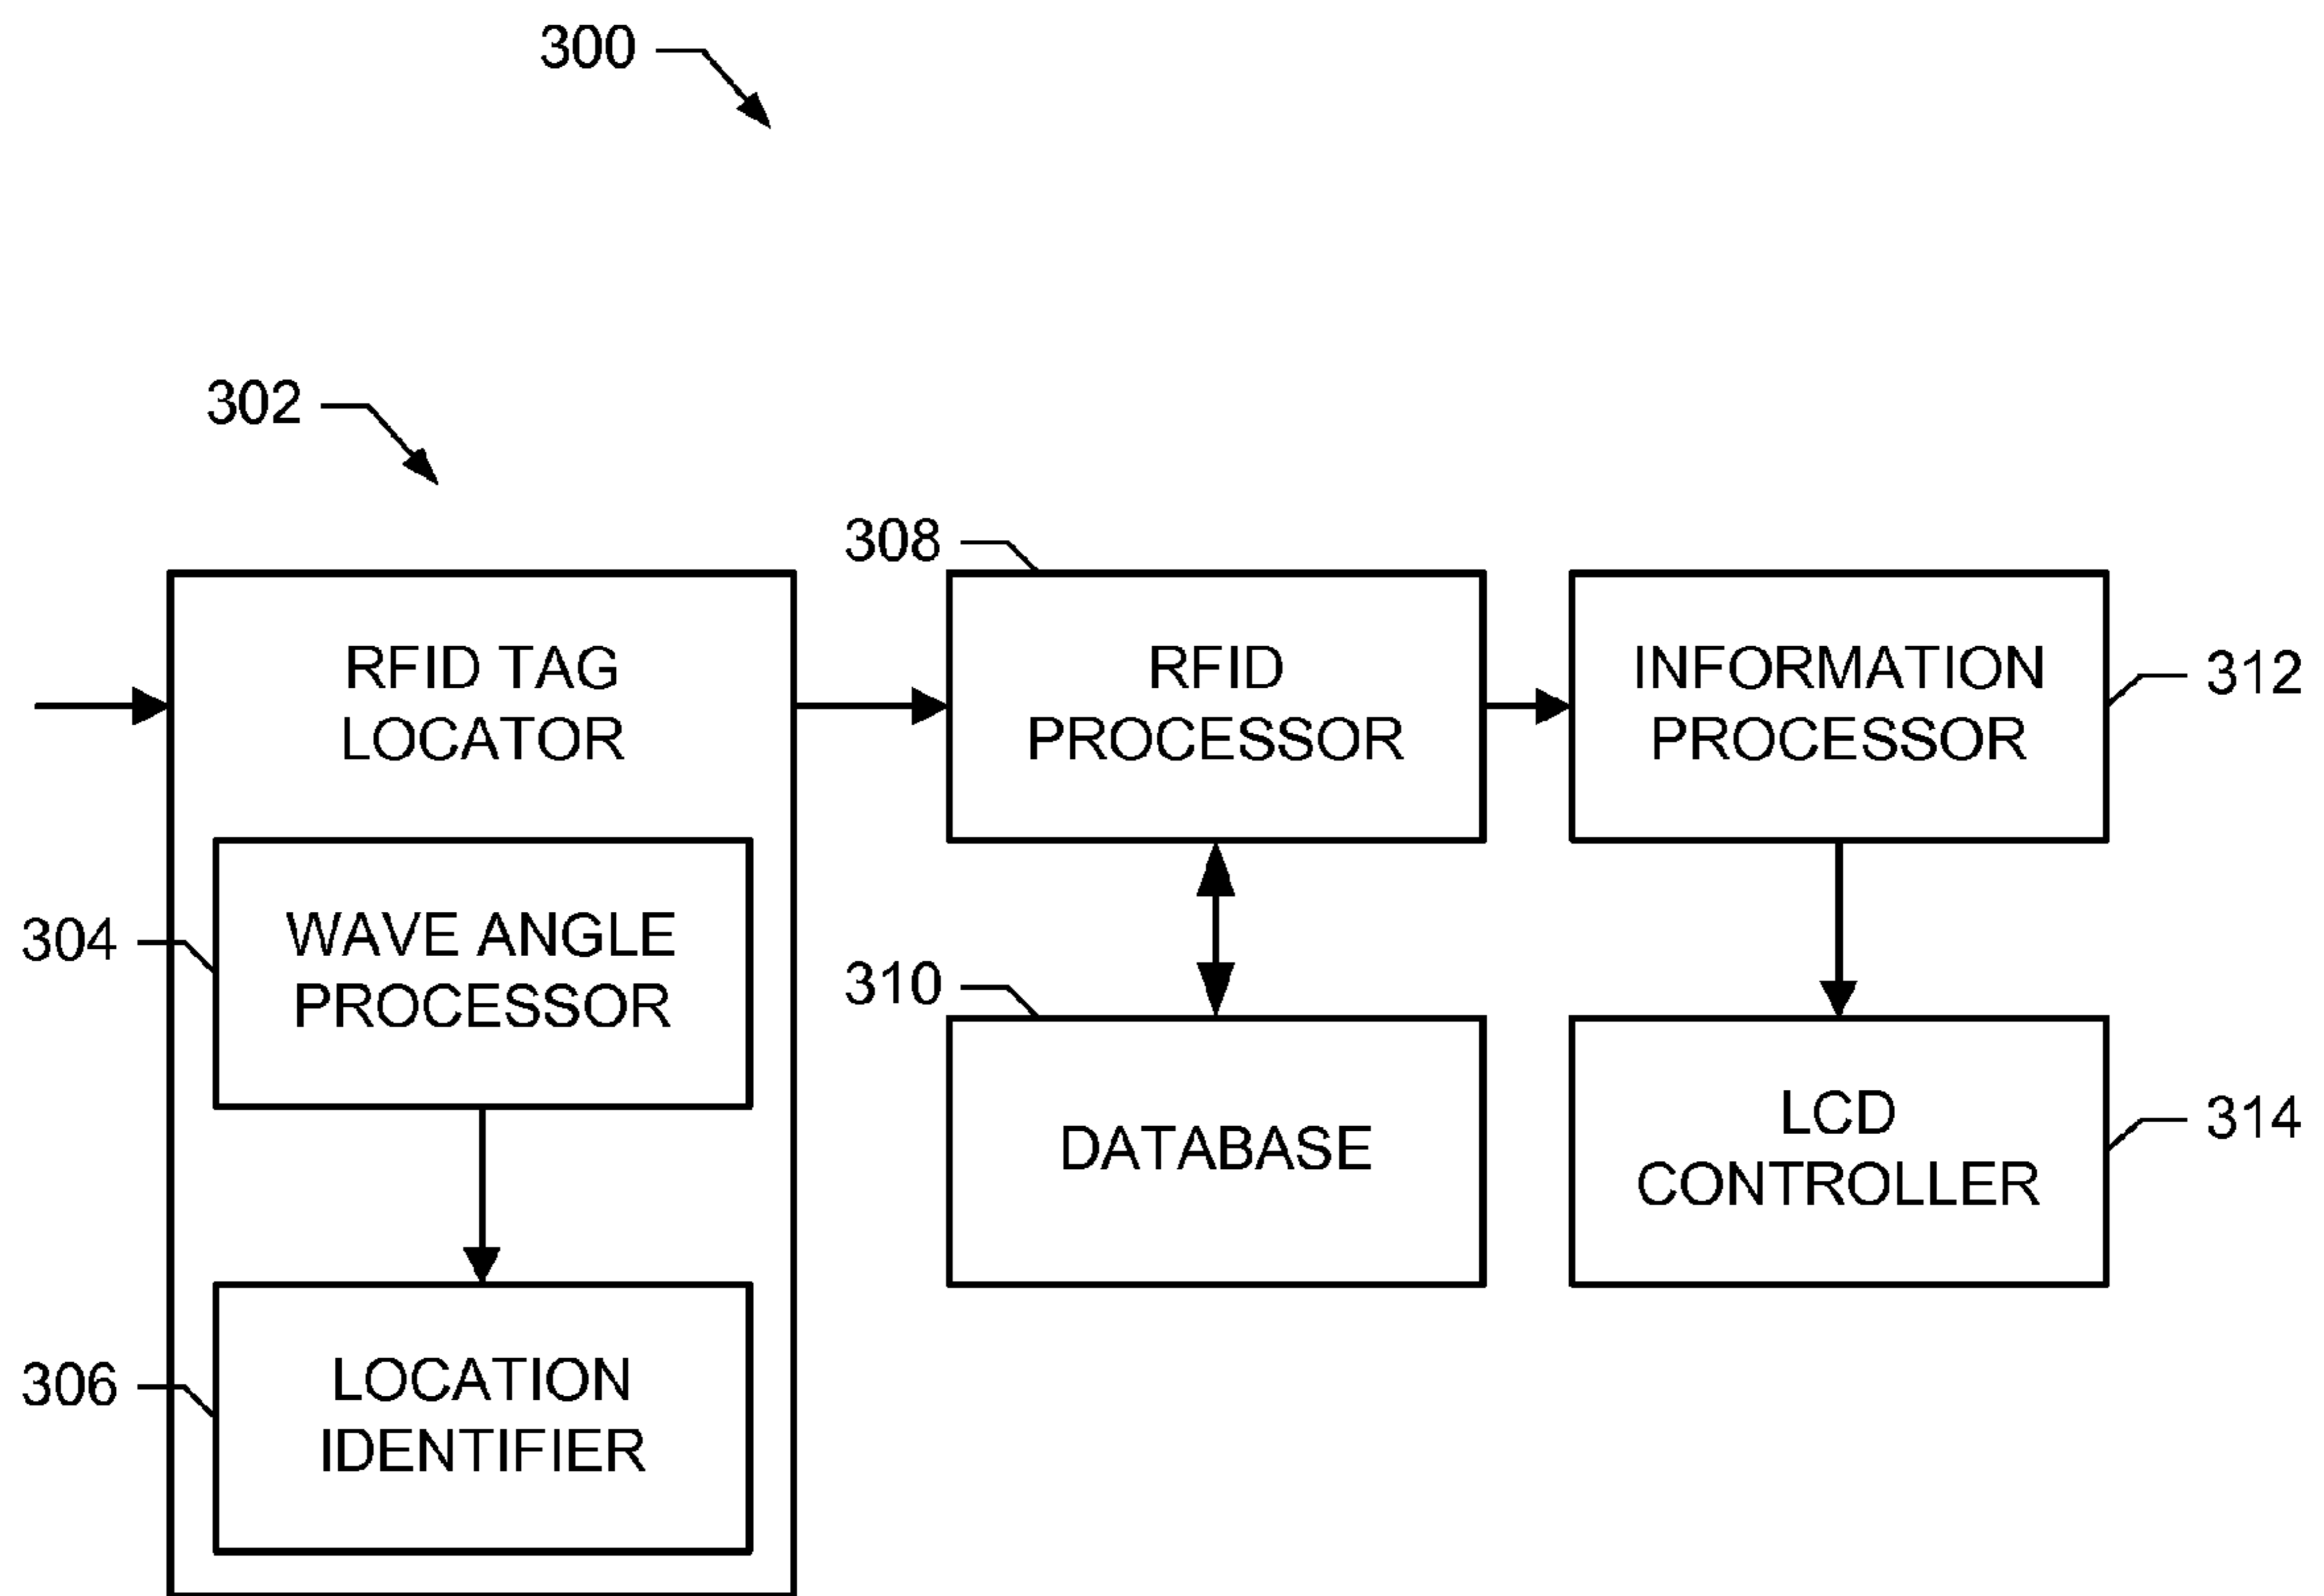 300
302
308
RFID TAG
LOCATOR
RFID
PROCESSOR
INFORMATION
PROCESSOR
312
304
WAVE ANGLE
PROCESSOR
310
DATABASE
LCD
CONTROLLER
314
306
LOCATION
IDENTIFIER